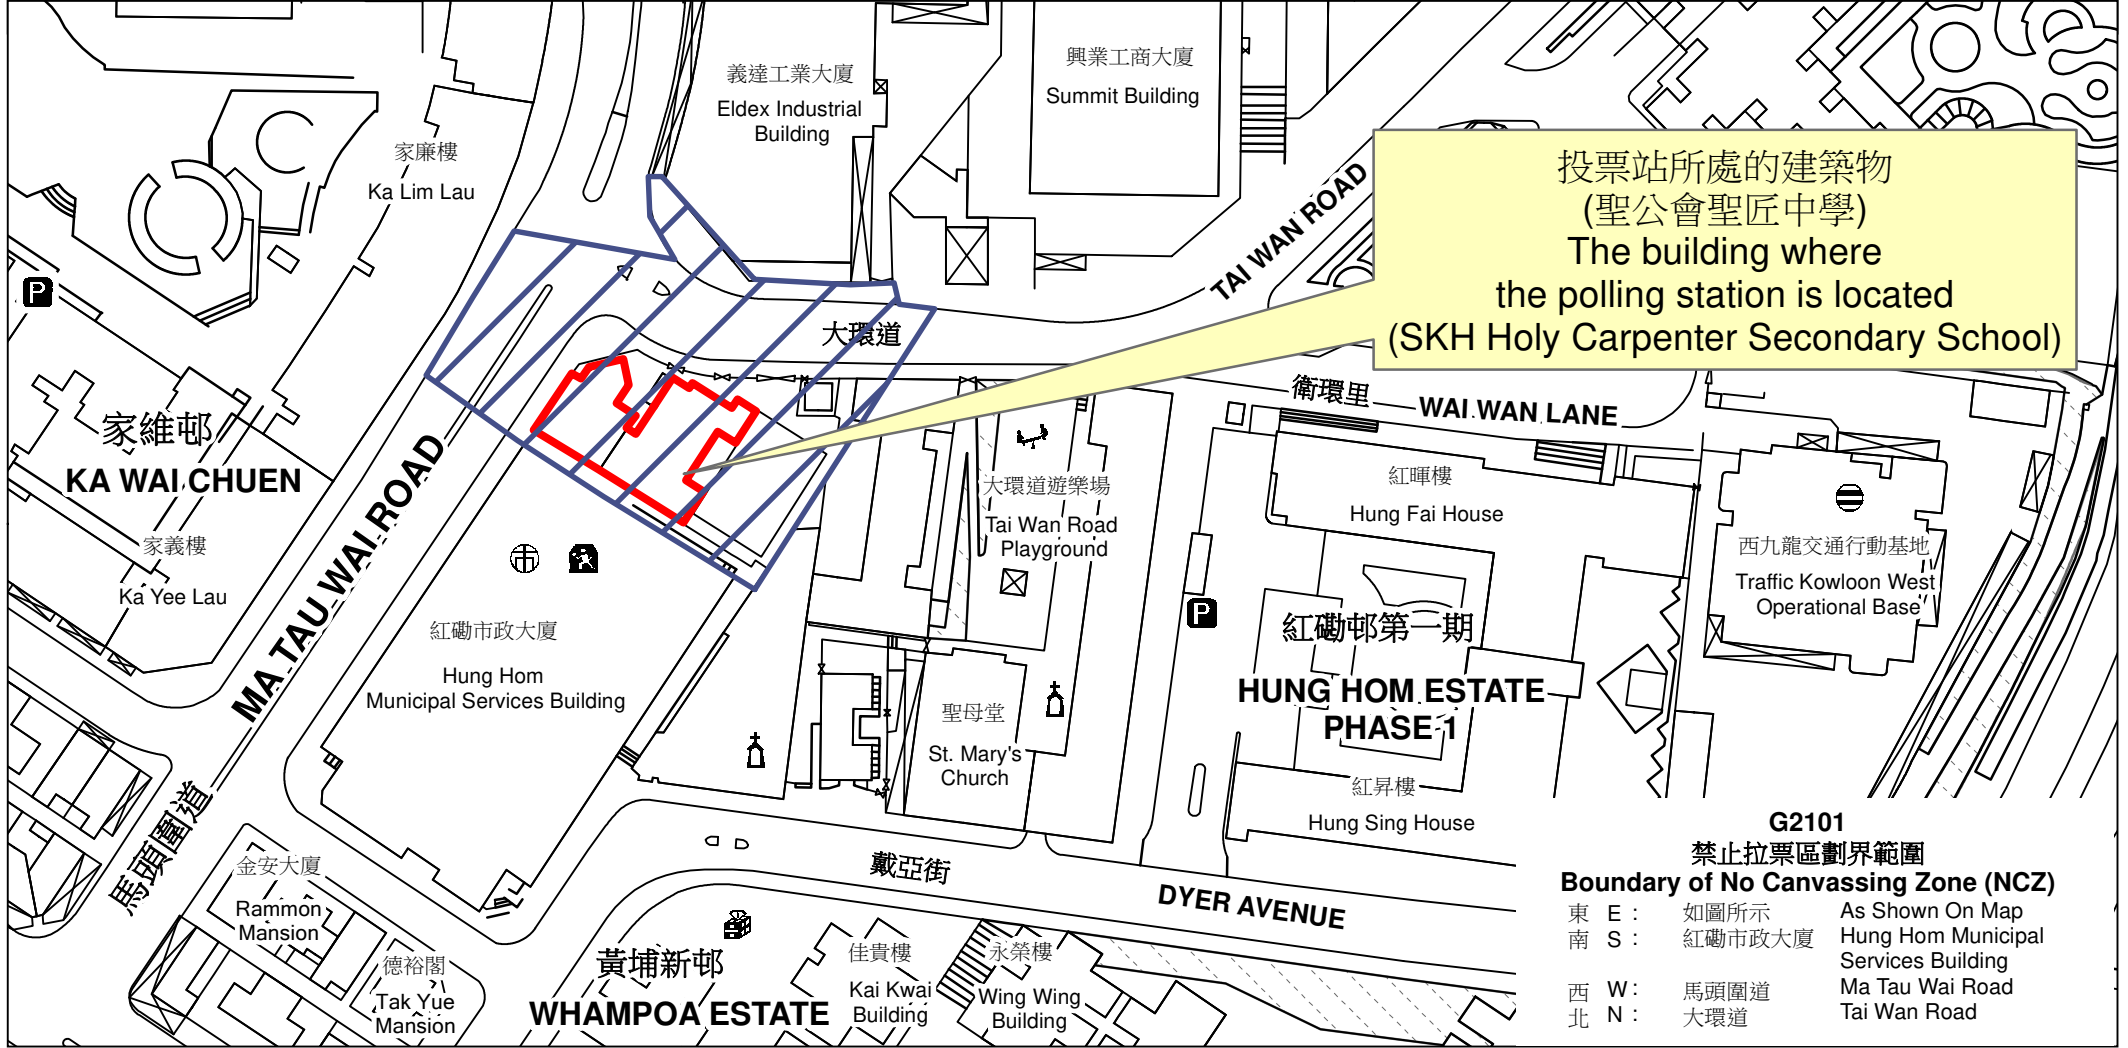 義達工業大廈
Eldex Industrial
Building
興業工商大廈
Summit Building
家廉樓
Ka Lim Lau
投票站所處的建築物
(聖公會聖匠中學)
The building where
the polling station is located
(SKH Holy Carpenter Secondary School)
TAI WAN ROAD
P
大環道
衛環里
WAI WAN LANE
家維邨
KA WAI CHUEN
MA TAU WAI ROAD
大環道遊樂場
Tai Wan Road
Playground
紅暉樓
Hung Fai House
家義樓
Ka Yee Lau
市
西九龍交通行動基地
Traffic Kowloon West
Operational Base
P
紅磡市政大廈
Hung Hom
Municipal Services Building
紅磡邨第一期
HUNG HOM ESTATE
PHASE 1
聖母堂
St. Mary's
Church
紅昇樓
Hung Sing House
馬頭圍道
金安大廈
Rammon
Mansion
戴亞街
DYER AVENUE
德裕閣
Tak Yue
Mansion
黃埔新邨
WHAMPOA ESTATE
佳貴樓
Kai Kwai
Building
永榮樓
Wing Wing
Building
G2101
禁止拉票區劃界範圍
Boundary of No Canvassing Zone (NCZ)
東 E : 如圖所示 As Shown On Map
南 S : 紅磡市政大廈 Hung Hom Municipal
Services Building
西 W : 馬頭圍道 Ma Tau Wai Road
北 N : 大環道 Tai Wan Road